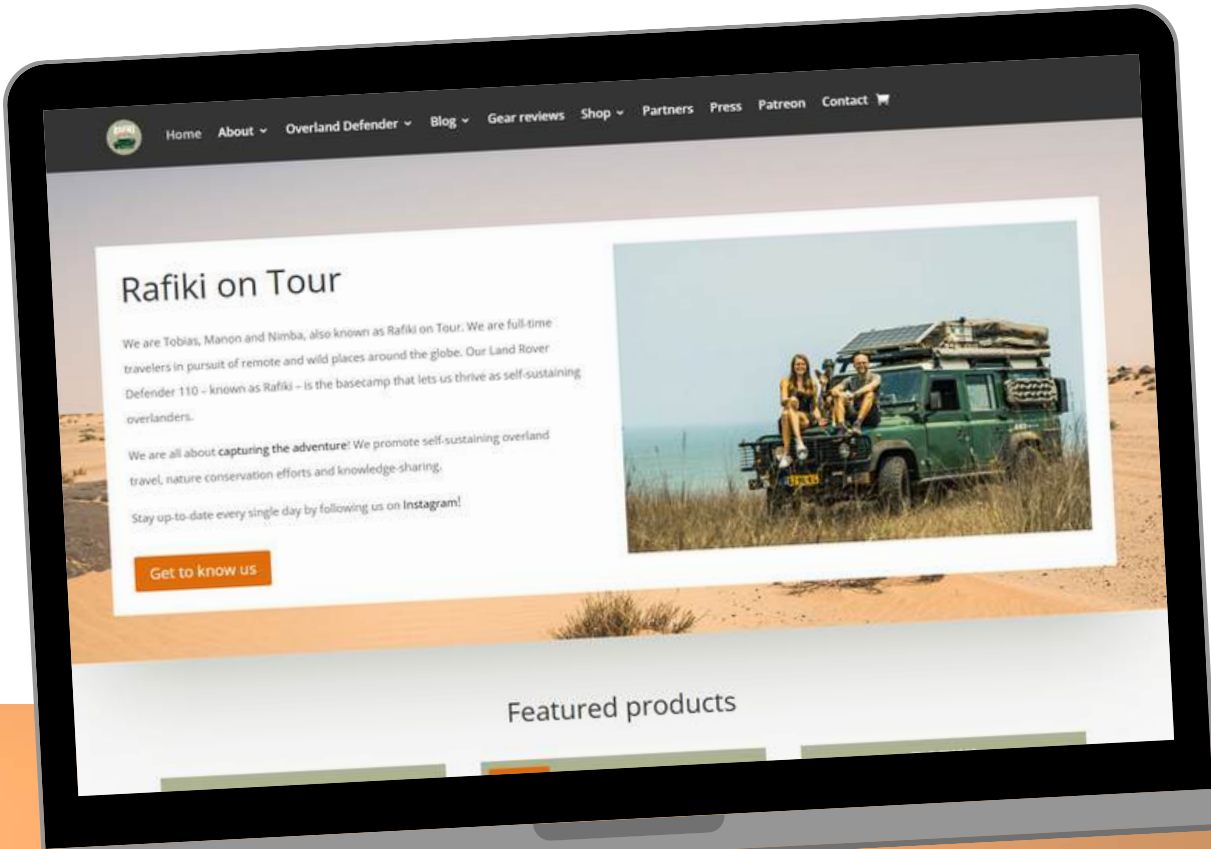 Home About Overland Defender Blog Gear reviews Shop Partners Press Patreon Contact
Rafiki on Tour
We are Tobias, Manon and Nimba, also known as Rafiki on Tour. We are full-time
travelers in pursuit of remote and wild places around the globe. Our Land Rover
Defender 110 – known as Rafiki – is the basecamp that lets us thrive as self-sustaining
overlanders.
We are all about capturing the adventure! We promote self-sustaining overland
travel, nature conservation efforts and knowledge-sharing.
Stay up-to-date every single day by following us on Instagram!
Get to know us
Featured products